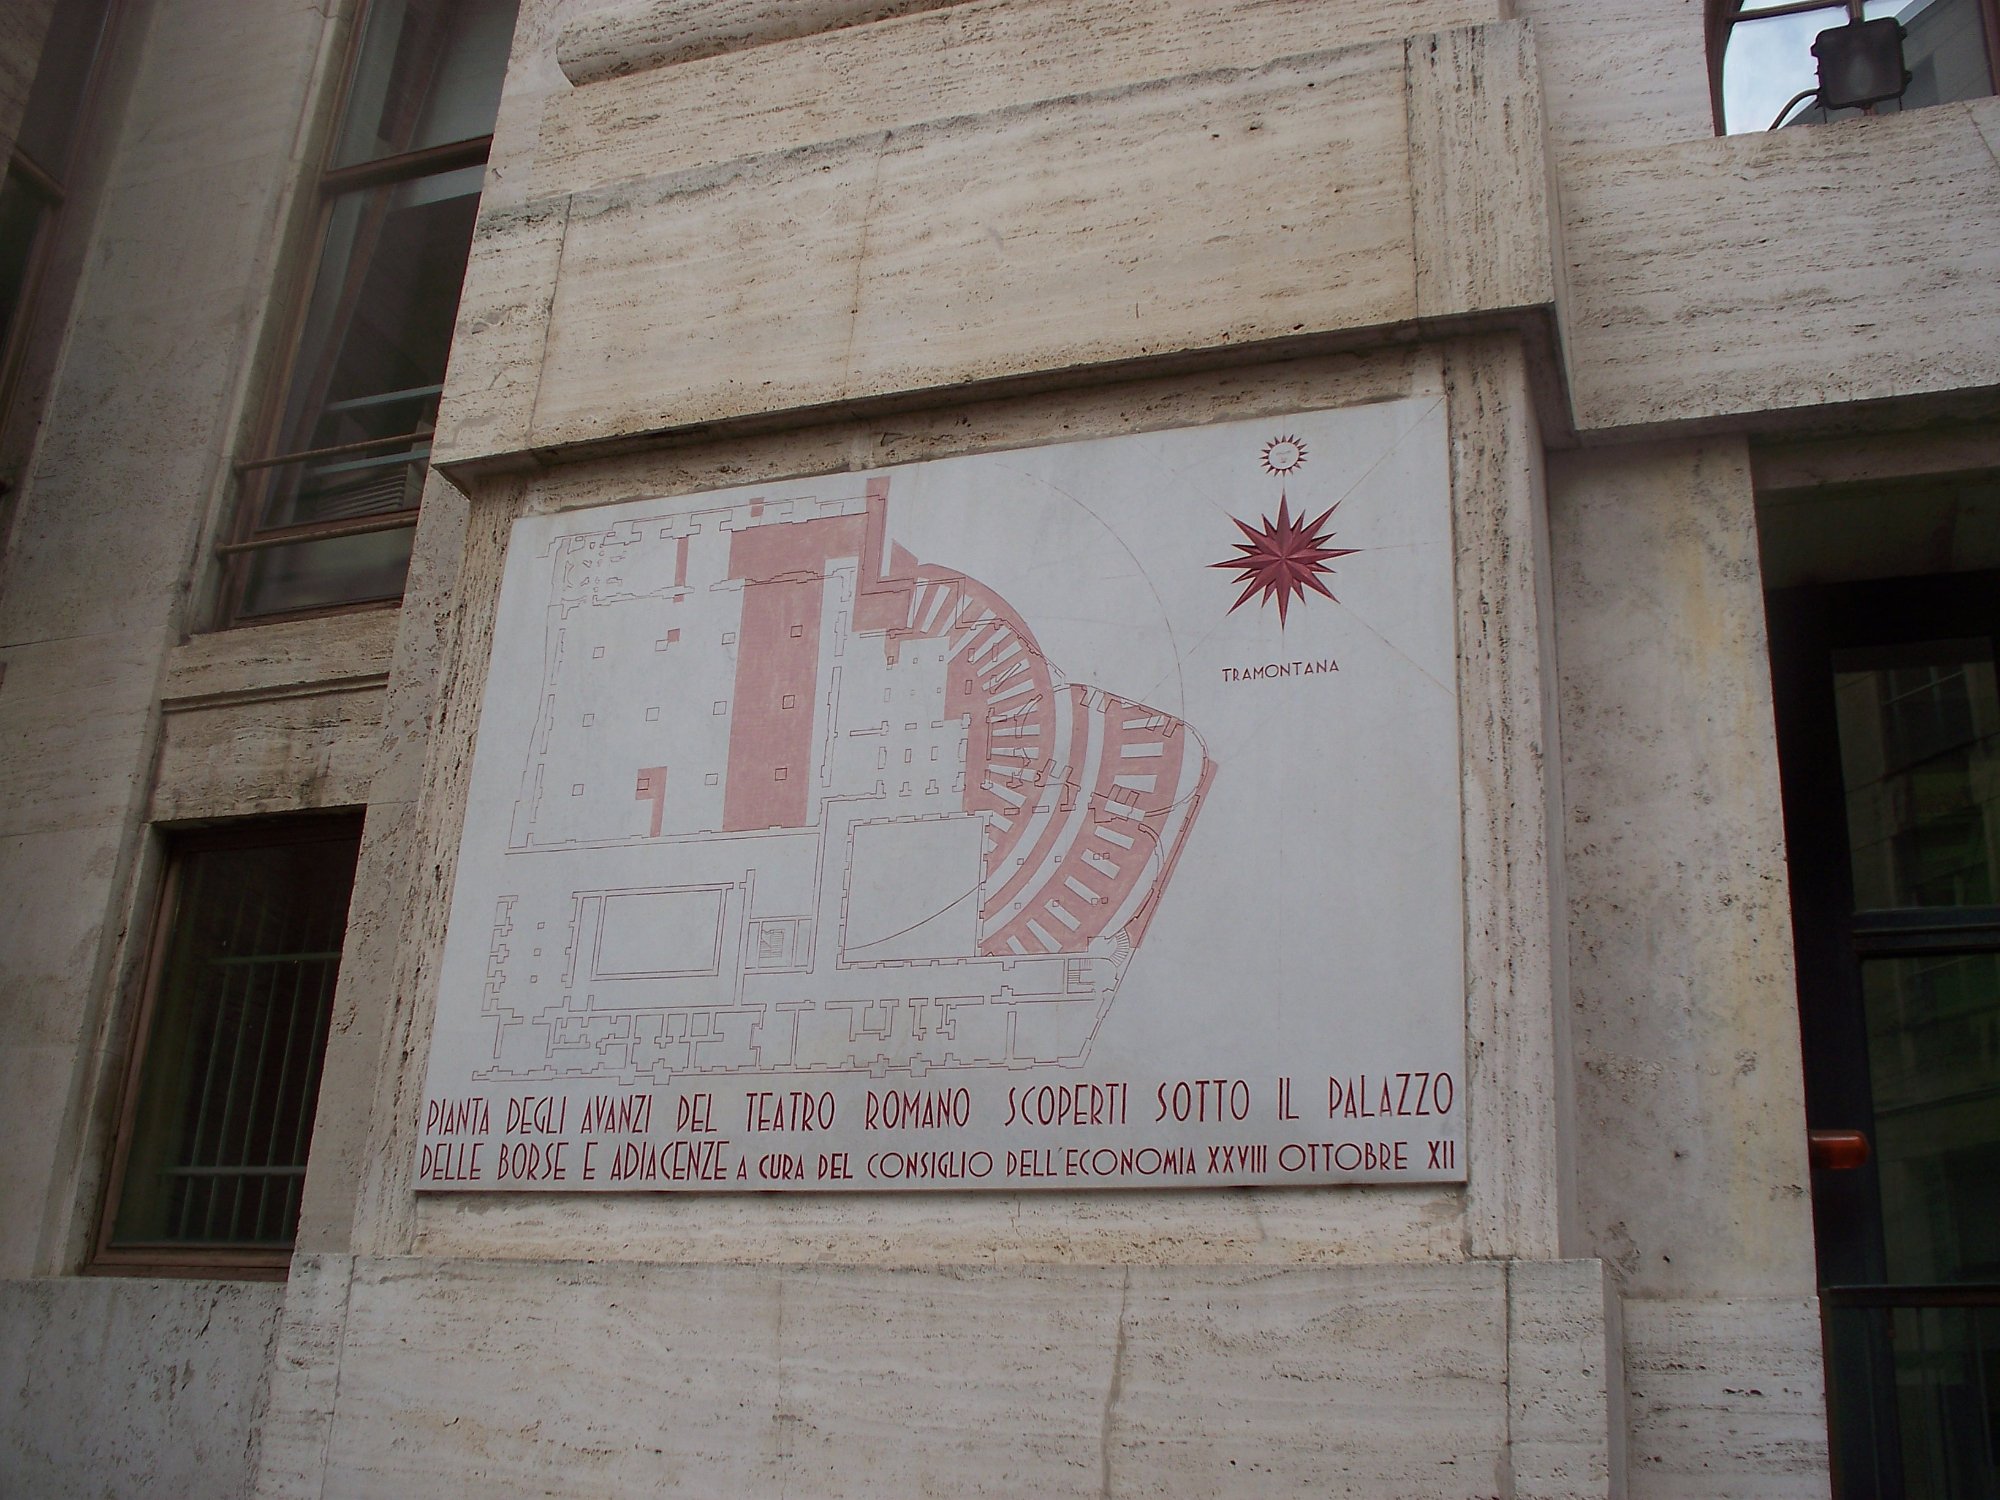 TRAMONTANA
PIANTA DEGLI AVANZI DEL TEATRO ROMANO SCOPERTI SOTTO IL PALAZZO
DELLE BORSE E ADIACENZE A CURA DEL CONSIGLIO DELL'ECONOMIA XXVIII OTTOBRE XII